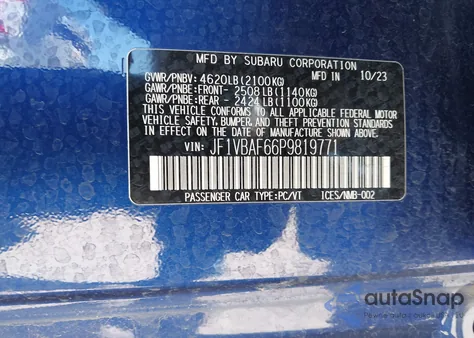 MFD BY SUBARU CORPORATION
GVWR/PNBV: 4620LB(2100KG) MFD IN 10/23
GAWR/PNBE:FRONT- 2508LB(1140KG)
GAWR/PNBE:REAR - 2424LB(1100KG)
THIS VEHICLE CONFORMS TO ALL APPLICABLE FEDERAL MOTOR
VEHICLE SAFETY, BUMPER, AND THEFT PREVENTION STANDARDS
IN EFFECT ON THE DATE OF MANUFACTURE SHOWN ABOVE.
VIN: JF1VBAF66P9819771
PASSENGER CAR TYPE:PC/VT ICES/NMB-002
autoSnap